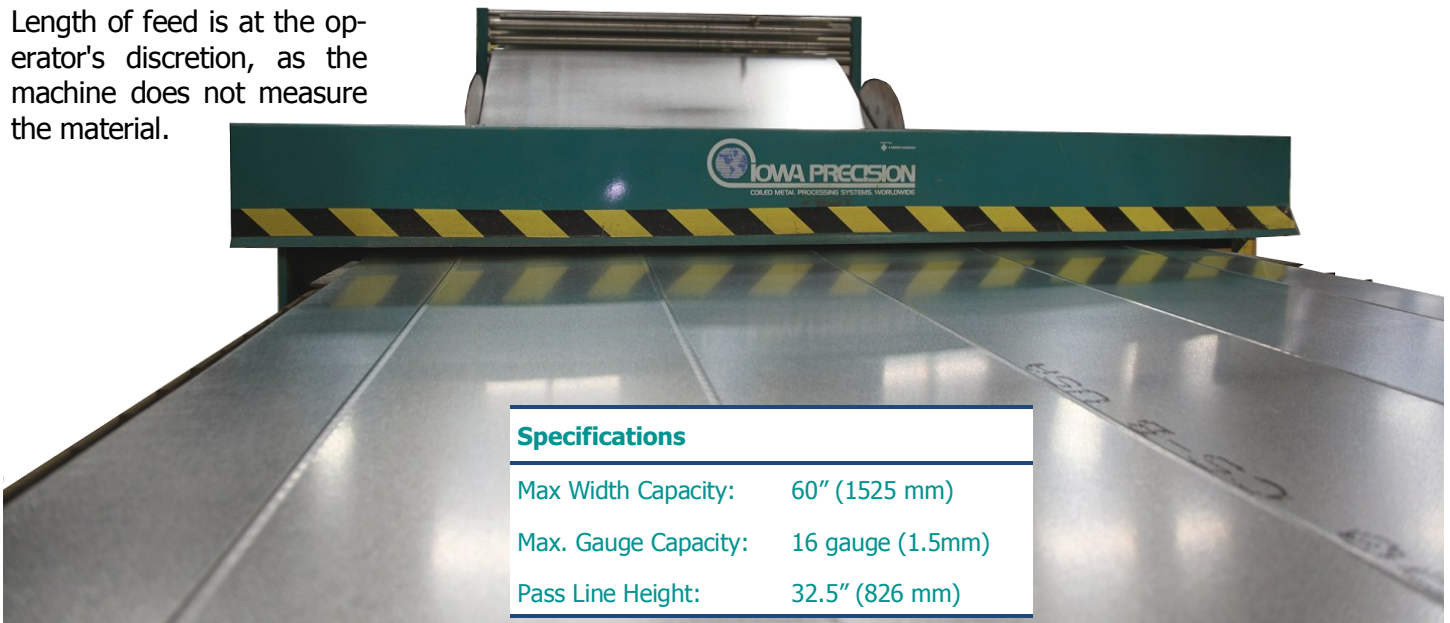 Length of feed is at the op-
erator's discretion, as the
machine does not measure
the material.
IOWA PRECISION
COILED METAL PROCESSING SYSTEMS, WORLDWIDE
CS-B USA
Specifications
Max Width Capacity: 60” (1525 mm)
Max. Gauge Capacity: 16 gauge (1.5mm)
Pass Line Height: 32.5” (826 mm)